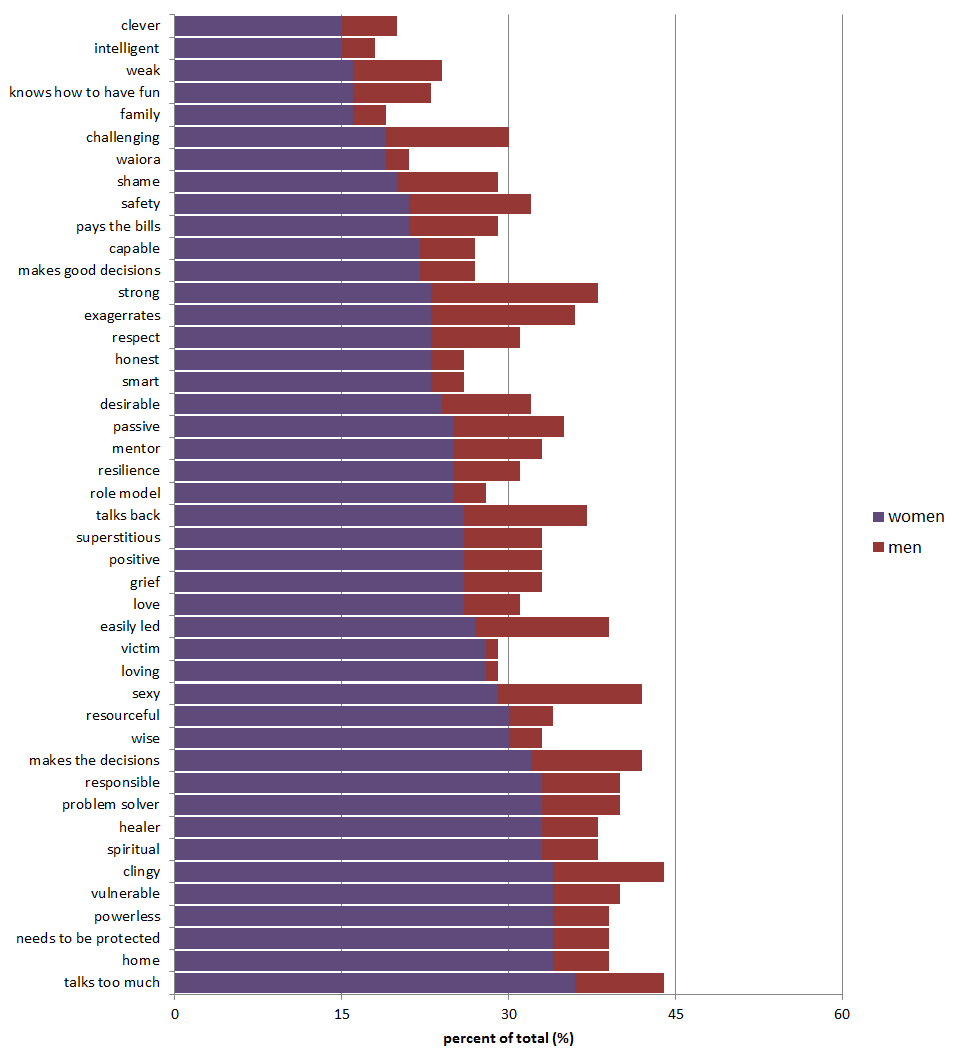 clever
intelligent
weak
knows how to have fun
family
challenging
waiora
shame
safety
pays the bills
capable
makes good decisions
strong
exagerrates
respect
honest
smart
desirable
passive
mentor
resilience
role model
talks back
superstitious
positive
grief
love
easily led
victim
loving
sexy
resourceful
wise
makes the decisions
responsible
problem solver
healer
spiritual
clingy
vulnerable
powerless
needs to be protected
home
talks too much
0 15 30 45 60
percent of total (%)
women
men